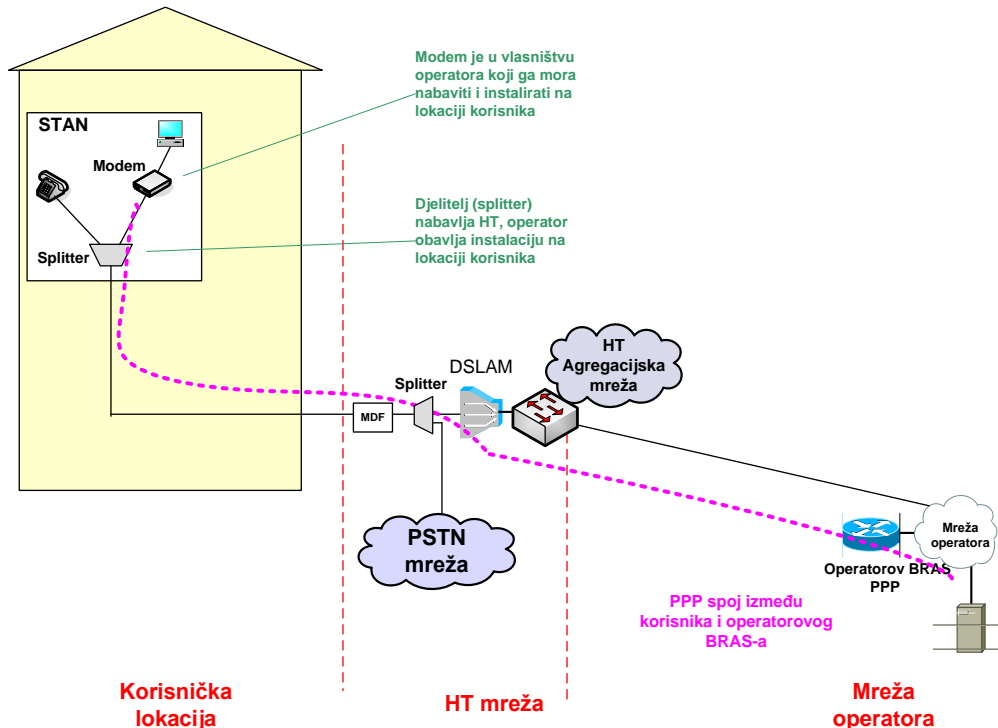 Modem je u vlasništvu
operatora koji ga mora
nabaviti i instalirati na
lokaciji korisnika
STAN
Modem
Djelitelj (splitter)
nabavlja HT, operator
obavlja instalaciju na
lokaciji korisnika
Splitter
HT
Agregacijska
mreža
DSLAM
Splitter
MDF
PSTN
mreža
Mreža
operatora
Operatorov BRAS
PPP
PPP spoj između
korisnika i operatorovog
BRAS-a
Korisnička
lokacija
HT mreža
Mreža
operatora